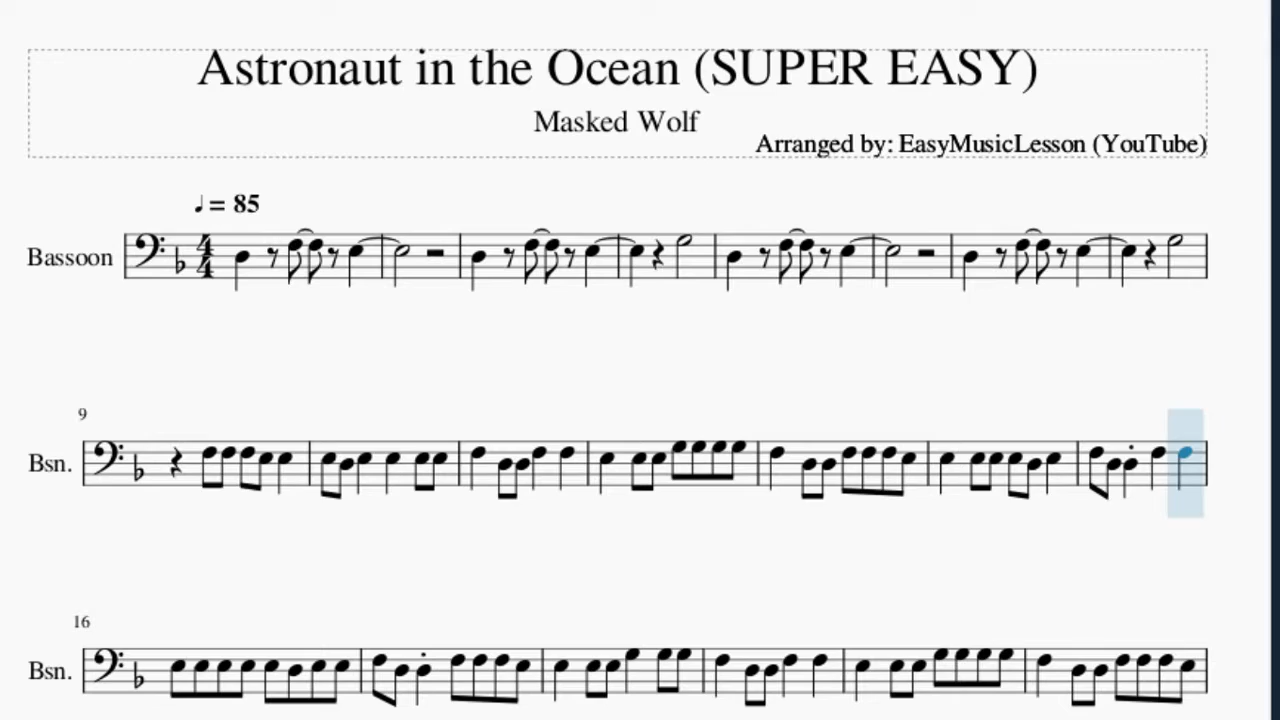 Astronaut in the Ocean (SUPER EASY)
Masked Wolf
Arranged by: EasyMusicLesson (YouTube)
♩ = 85
Bassoon
4
4
9
Bsn.
16
Bsn.